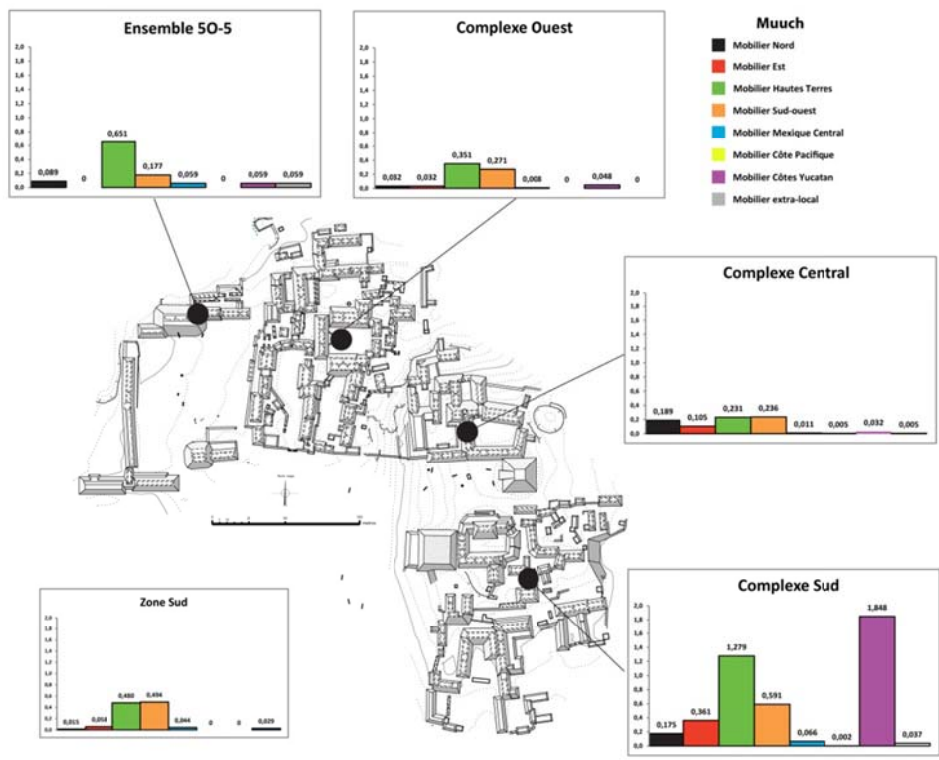 Ensemble 5O-5
2,0
1,8
1,6
1,4
1,2
1,0
0,8
0,6
0,4
0,2
0,0
0,089 0 0,651 0,177 0,059 0 0,059 0,059
Complexe Ouest
2,0
1,8
1,6
1,4
1,2
1,0
0,8
0,6
0,4
0,2
0,0
0,032 0,032 0,351 0,271 0,008 0 0,048 0
Muuch
Mobilier Nord
Mobilier Est
Mobilier Hautes Terres
Mobilier Sud-ouest
Mobilier Mexique Central
Mobilier Côte Pacifique
Mobilier Côtes Yucatan
Mobilier extra-local
Complexe Central
2,0
1,8
1,6
1,4
1,2
1,0
0,8
0,6
0,4
0,2
0,0
0,189 0,105 0,231 0,236 0,011 0,005 0,032 0,005
Zone Sud
2,0
1,8
1,6
1,4
1,2
1,0
0,8
0,6
0,4
0,2
0,0
0,015 0,480 0,494 0,044 0 0 0,029
Complexe Sud
2,0
1,8
1,6
1,4
1,2
1,0
0,8
0,6
0,4
0,2
0,0
0,175 0,361 1,279 0,591 0,066 0,002 1,848 0,037